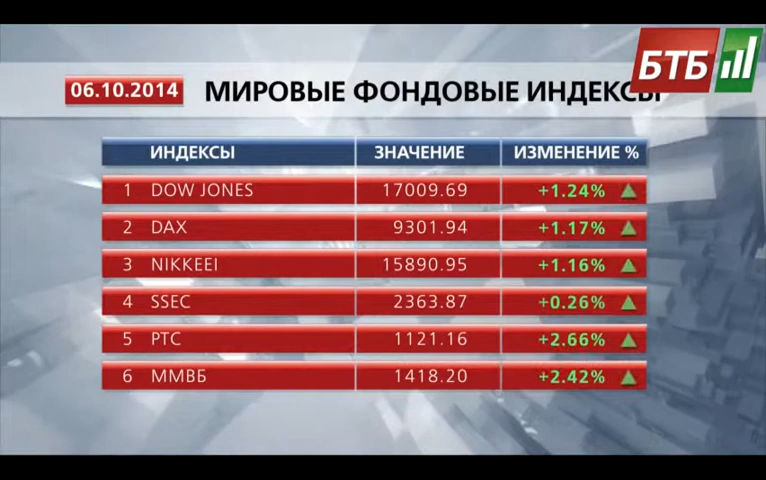 БТБ
06.10.2014 МИРОВЫЕ ФОНДОВЫЕ ИНДЕКСЫ
ИНДЕКСЫ ЗНАЧЕНИЕ ИЗМЕНЕНИЕ %
1 DOW JONES 17009.69 +1.24%
2 DAX 9301.94 +1.17%
3 NIKKEEI 15890.95 +1.16%
4 SSEC 2363.87 +0.26%
5 РТС 1121.16 +2.66%
6 ММВБ 1418.20 +2.42%